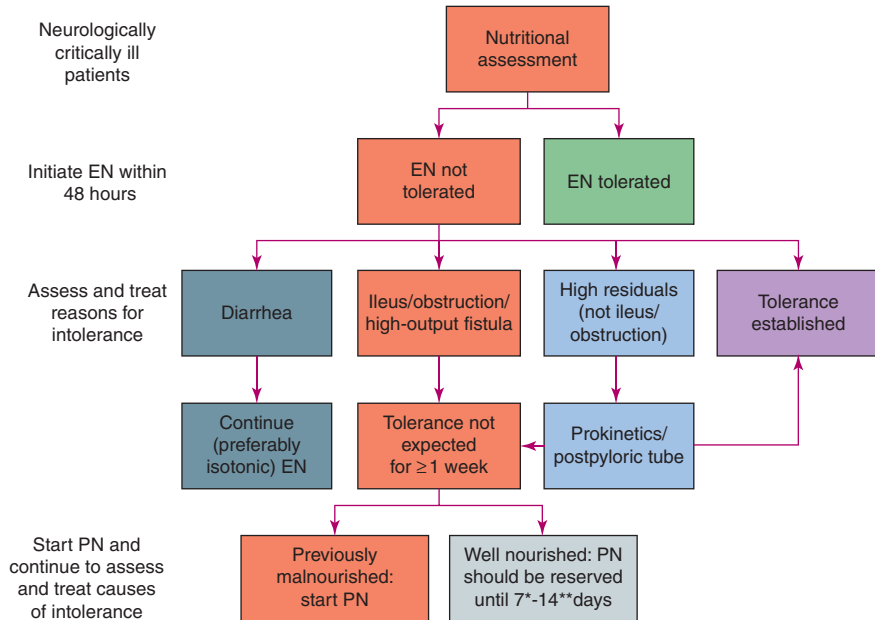 Neurologically
critically ill
patients
Nutritional
assessment
Initiate EN within
48 hours
EN not
tolerated
EN tolerated
Assess and treat
reasons for
intolerance
Diarrhea
Ileus/obstruction/
high-output fistula
High residuals
(not ileus/
obstruction)
Tolerance
established
Continue
(preferably
isotonic) EN
Tolerance not
expected
for ≥1 week
Prokinetics/
postpyloric tube
Start PN and
continue to assess
and treat causes
of intolerance
Previously
malnourished:
start PN
Well nourished: PN
should be reserved
until 7*-14**days